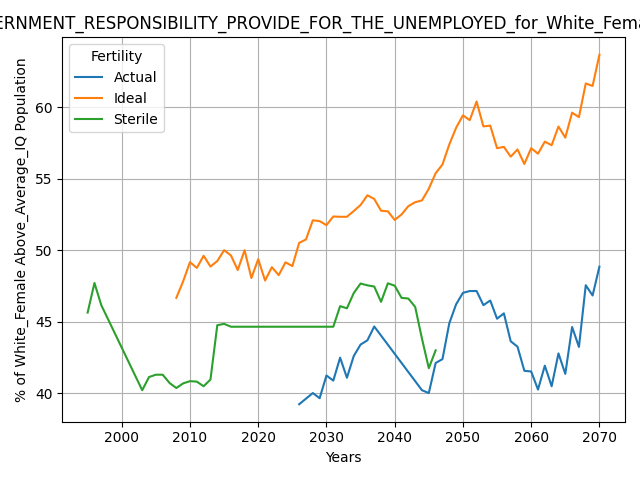 ERNMENT_RESPONSIBILITY_PROVIDE_FOR_THE_UNEMPLOYED_for_White_Fema
Fertility
Actual
Ideal
Sterile
% of White_Female Above_Average_IQ Population
60
55
50
45
40
2000 2010 2020 2030 2040 2050 2060 2070
Years